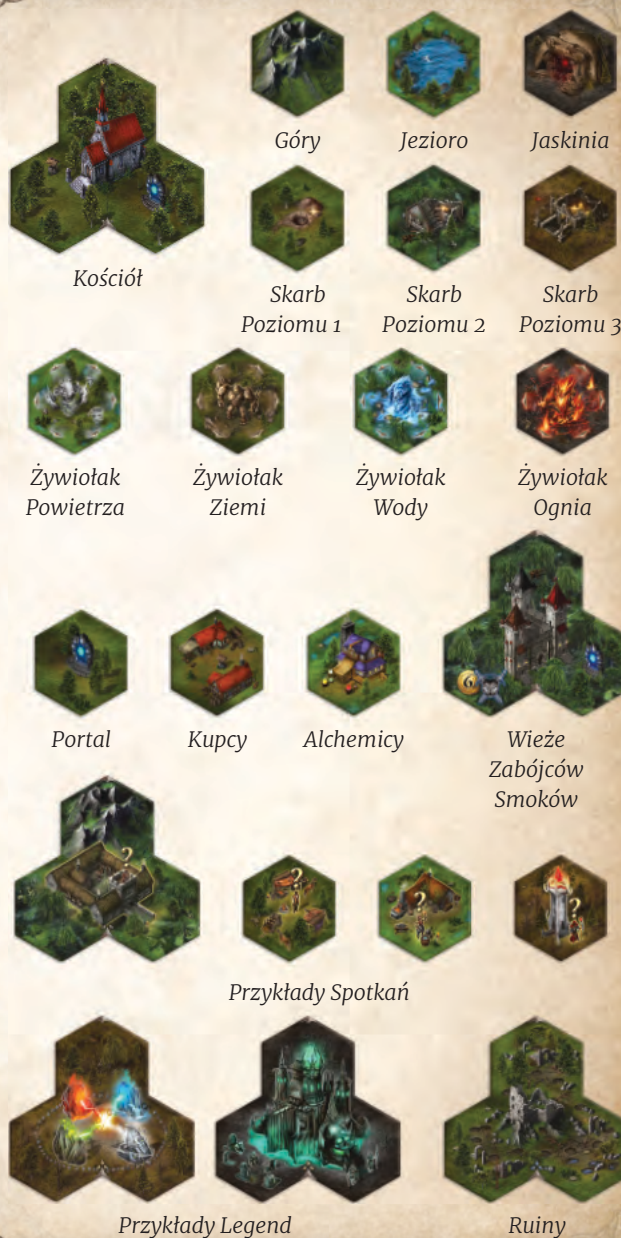 Góry
Jezioro
Jaskinia
Kościół
Skarb
Poziomu 1
Skarb
Poziomu 2
Skarb
Poziomu 3
Żywiołak
Powietrza
Żywiołak
Ziemi
Żywiołak
Wody
Żywiołak
Ognia
6
Portal
Kupcy
Alchemicy
Wieże
Zabójców
Smoków
?
?
?
?
Przykłady Spotkań
Przykłady Legend
Ruiny